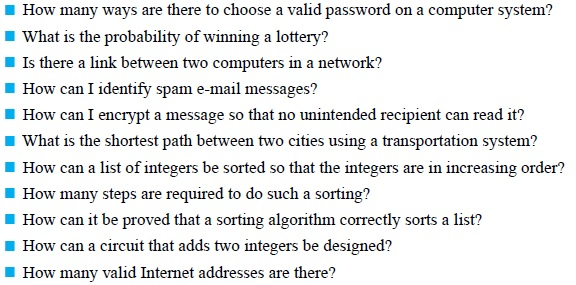 ■ How many ways are there to choose a valid password on a computer system?
■ What is the probability of winning a lottery?
■ Is there a link between two computers in a network?
■ How can I identify spam e-mail messages?
■ How can I encrypt a message so that no unintended recipient can read it?
■ What is the shortest path between two cities using a transportation system?
■ How can a list of integers be sorted so that the integers are in increasing order?
■ How many steps are required to do such a sorting?
■ How can it be proved that a sorting algorithm correctly sorts a list?
■ How can a circuit that adds two integers be designed?
■ How many valid Internet addresses are there?